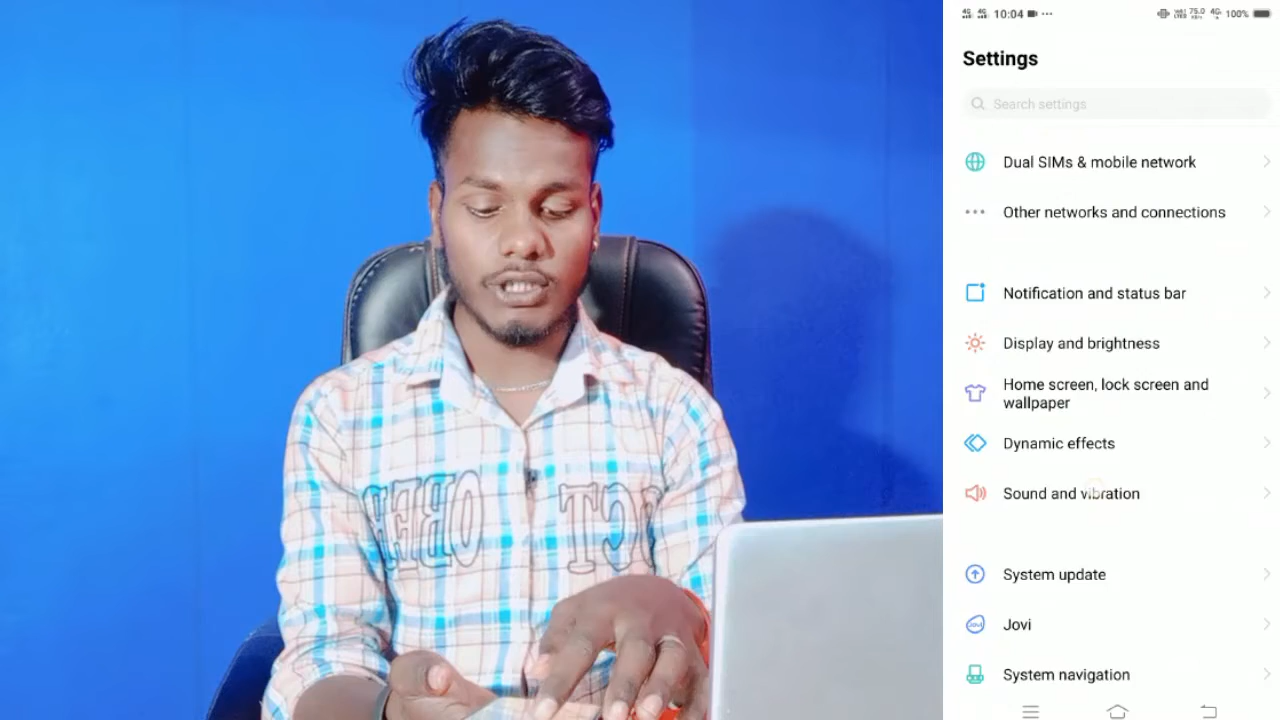 10:04
100%
Settings
Search settings
Dual SIMs & mobile network
Other networks and connections
Notification and status bar
Display and brightness
Home screen, lock screen and
wallpaper
Dynamic effects
Sound and vibration
System update
Jovi
System navigation